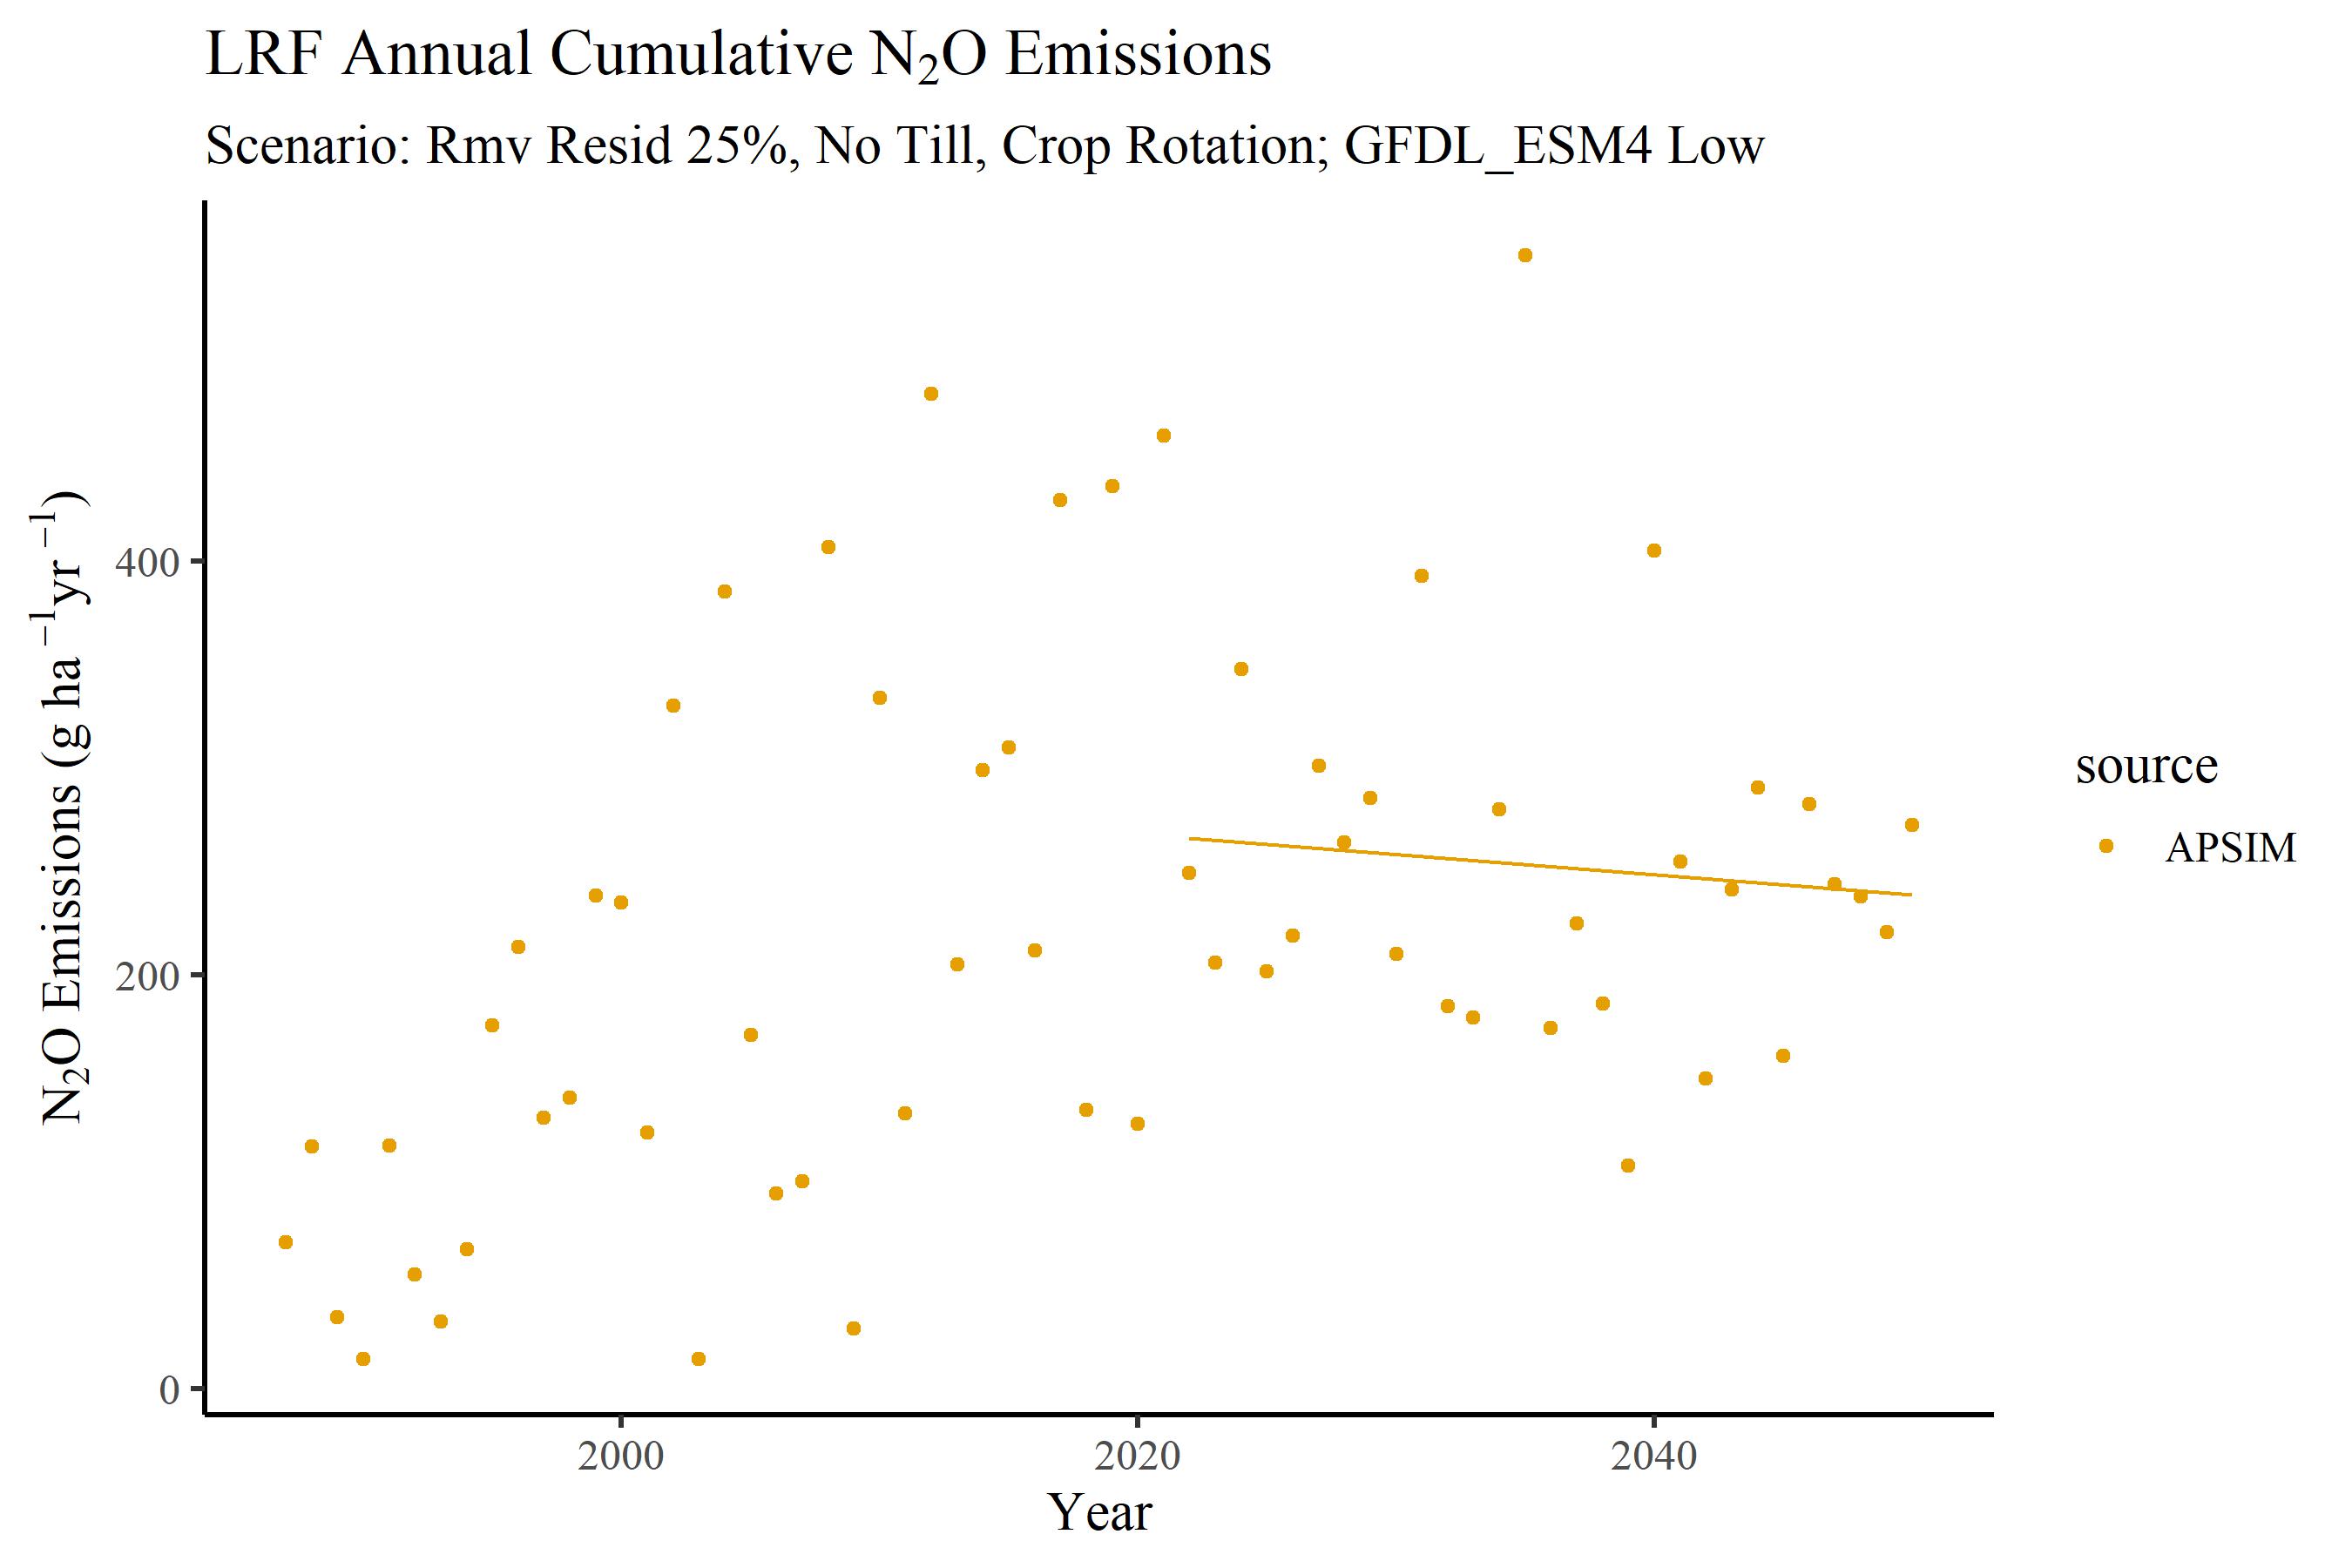 LRF Annual Cumulative N₂O Emissions
Scenario: Rmv Resid 25%, No Till, Crop Rotation; GFDL_ESM4 Low
N₂O Emissions (g ha⁻¹yr⁻¹)
400
200
0
2000 2020 2040
Year
source
APSIM